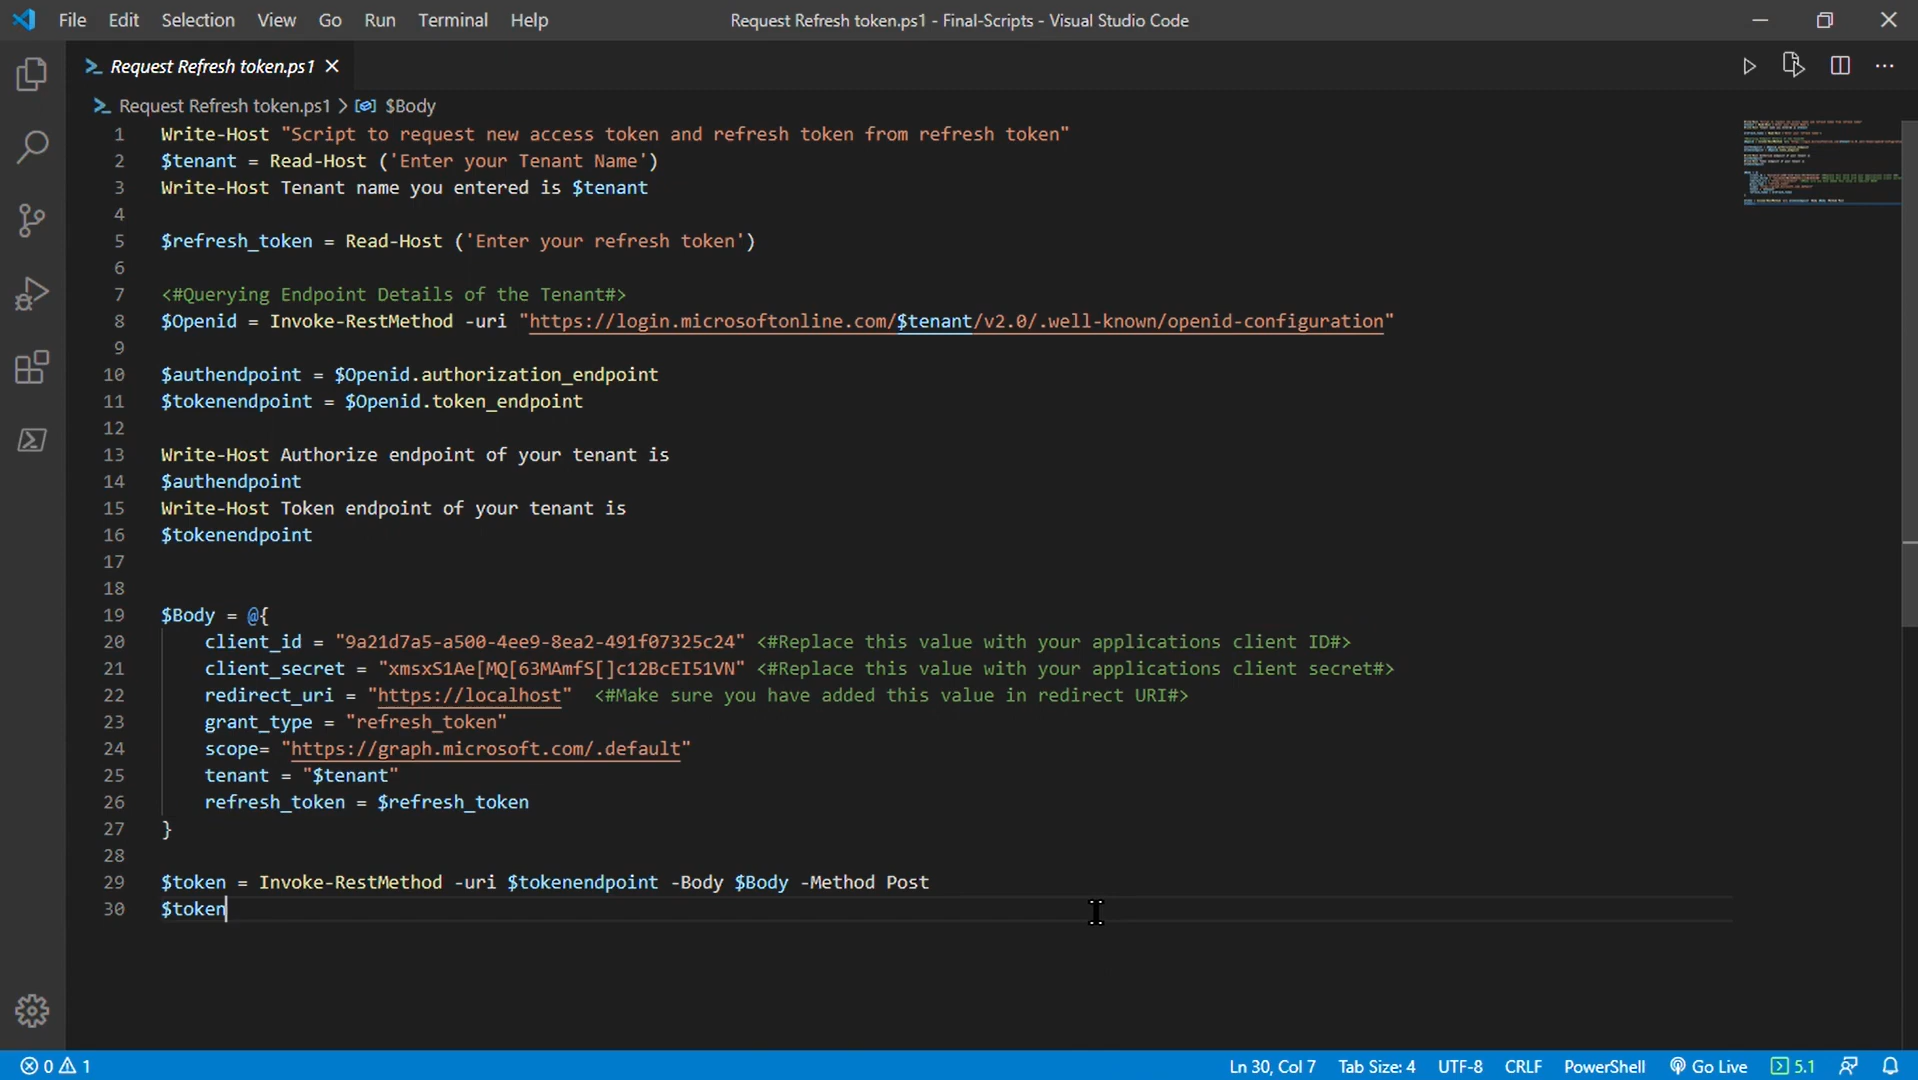 File Edit Selection View Go Run Terminal Help
Request Refresh token.ps1 - Final-Scripts - Visual Studio Code
Request Refresh token.ps1
Request Refresh token.ps1 > $Body
1 Write-Host "Script to request new access token and refresh token from refresh token"
2 $tenant = Read-Host ('Enter your Tenant Name')
3 Write-Host Tenant name you entered is $tenant
4
5 $refresh_token = Read-Host ('Enter your refresh token')
6
7 <#Querying Endpoint Details of the Tenant#>
8 $Openid = Invoke-RestMethod -uri "https://login.microsoftonline.com/$tenant/v2.0/.well-known/openid-configuration"
9
10 $authendpoint = $Openid.authorization_endpoint
11 $tokenendpoint = $Openid.token_endpoint
12
13 Write-Host Authorize endpoint of your tenant is
14 $authendpoint
15 Write-Host Token endpoint of your tenant is
16 $tokenendpoint
17
18
19 $Body = @{
20 client_id = "9a21d7a5-a500-4ee9-8ea2-491f07325c24" <#Replace this value with your applications client ID#>
21 client_secret = "xmsxS1Ae[MQ[63MAmfS[]c12BcEI51VN" <#Replace this value with your applications client secret#>
22 redirect_uri = "https://localhost" <#Make sure you have added this value in redirect URI#>
23 grant_type = "refresh_token"
24 scope= "https://graph.microsoft.com/.default"
25 tenant = "$tenant"
26 refresh_token = $refresh_token
27 }
28
29 $token = Invoke-RestMethod -uri $tokenendpoint -Body $Body -Method Post
30 $token
0 1
Ln 30, Col 7 Tab Size: 4 UTF-8 CRLF PowerShell Go Live 5.1